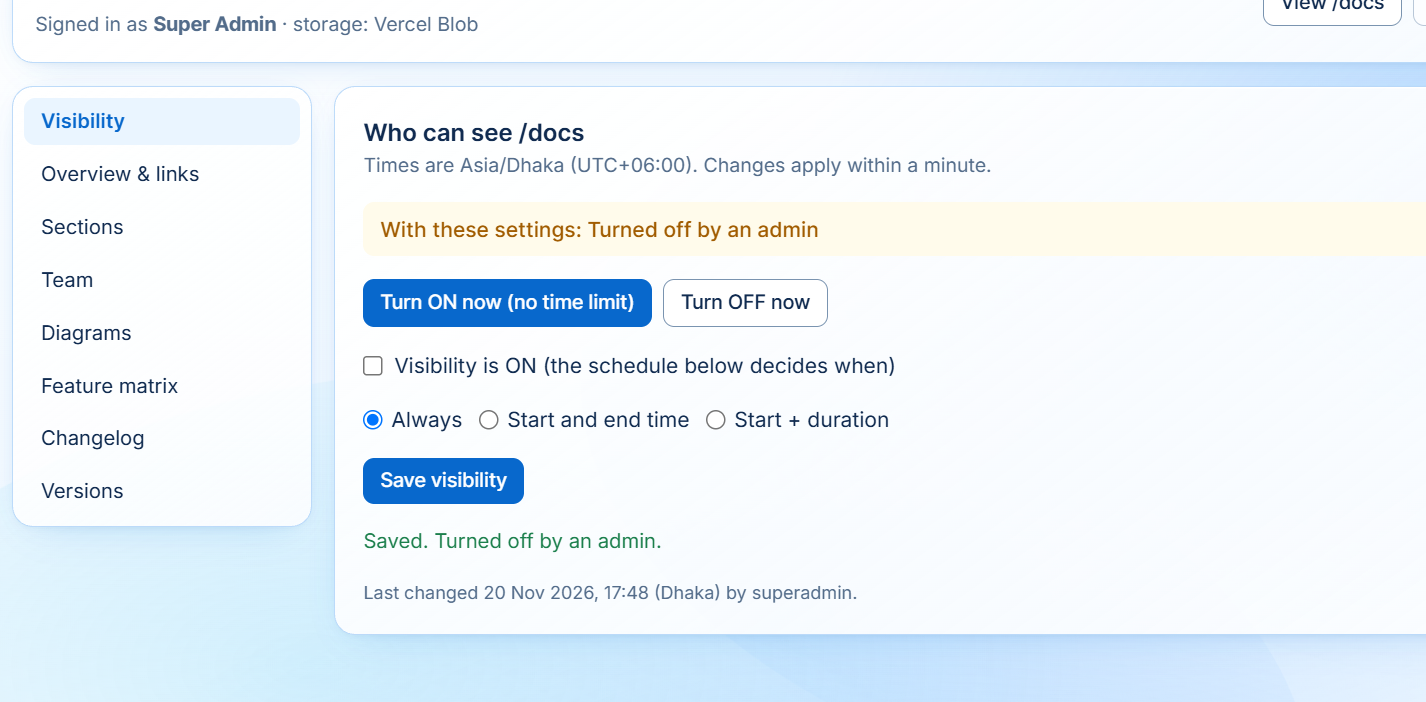 Signed in as Super Admin · storage: Vercel Blob
View /docs
Visibility
Overview & links
Sections
Team
Diagrams
Feature matrix
Changelog
Versions
Who can see /docs
Times are Asia/Dhaka (UTC+06:00). Changes apply within a minute.
With these settings: Turned off by an admin
Turn ON now (no time limit) Turn OFF now
Visibility is ON (the schedule below decides when)
Always Start and end time Start + duration
Save visibility
Saved. Turned off by an admin.
Last changed 20 Nov 2026, 17:48 (Dhaka) by superadmin.